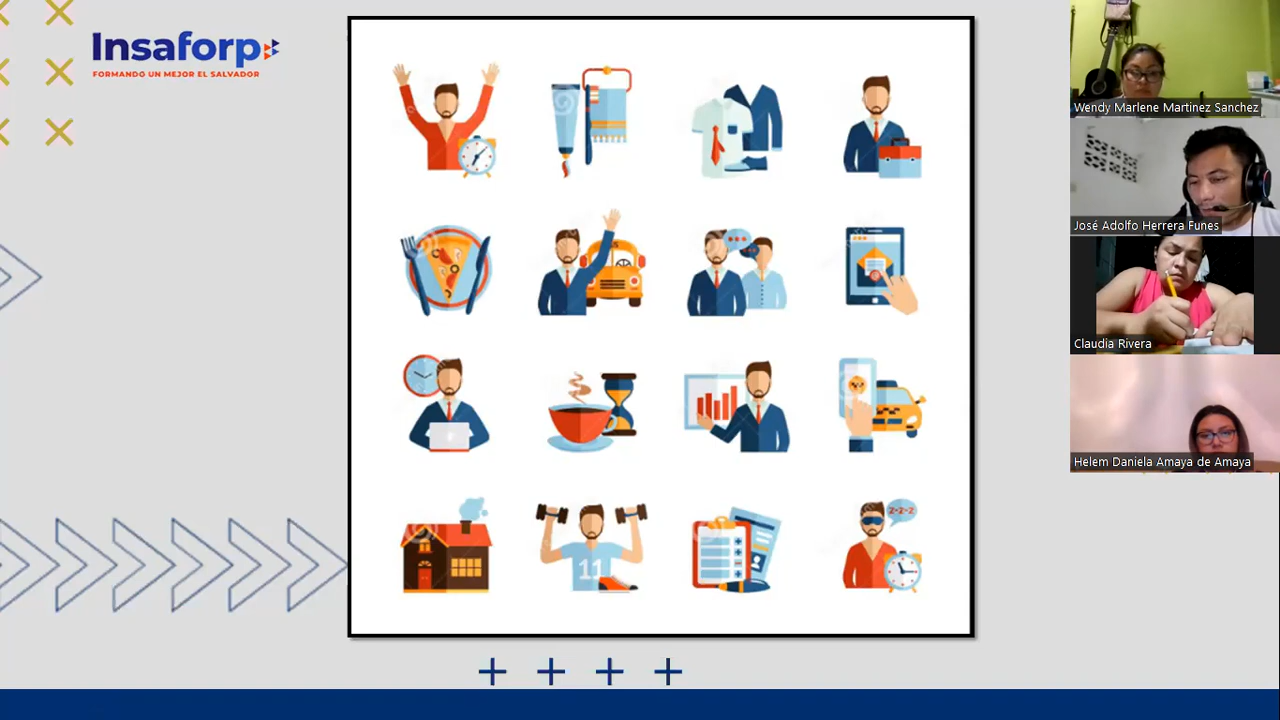 Insaforp
FORMANDO UN MEJOR EL SALVADOR
Wendy Marlene Martinez Sanchez
José Adolfo Herrera Funes
Claudia Rivera
Helem Daniela Amaya de Amaya
11
z-z-z